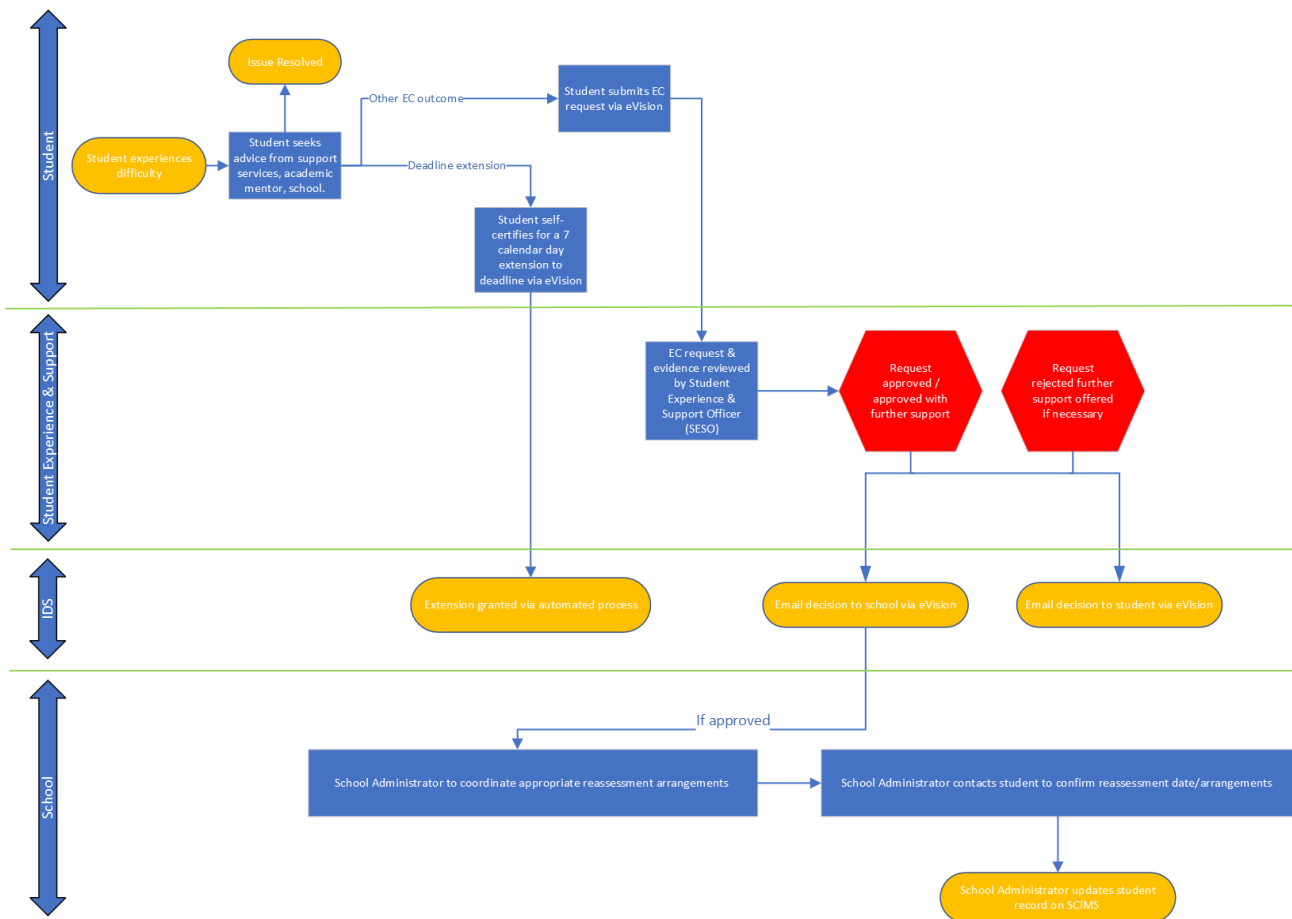 Student
Issue Resolved
Other EC outcome
Student submits EC
request via eVision
Student experiences
difficulty
Student seeks
advice from support
services, academic
mentor, school.
Deadline extension
Student self-
certifies for a 7
calendar day
extension to
deadline via eVision
Student Experience & Support
EC request &
evidence reviewed
by Student
Experience &
Support Officer
(SESO)
Request
approved /
approved with
further support
Request
rejected further
support offered
if necessary
IDS
Extension granted via automated process
Email decision to school via eVision
Email decision to student via eVision
School
If approved
School Administrator to coordinate appropriate reassessment arrangements
School Administrator contacts student to confirm reassessment date/arrangements
School Administrator updates student
record on SCIMS